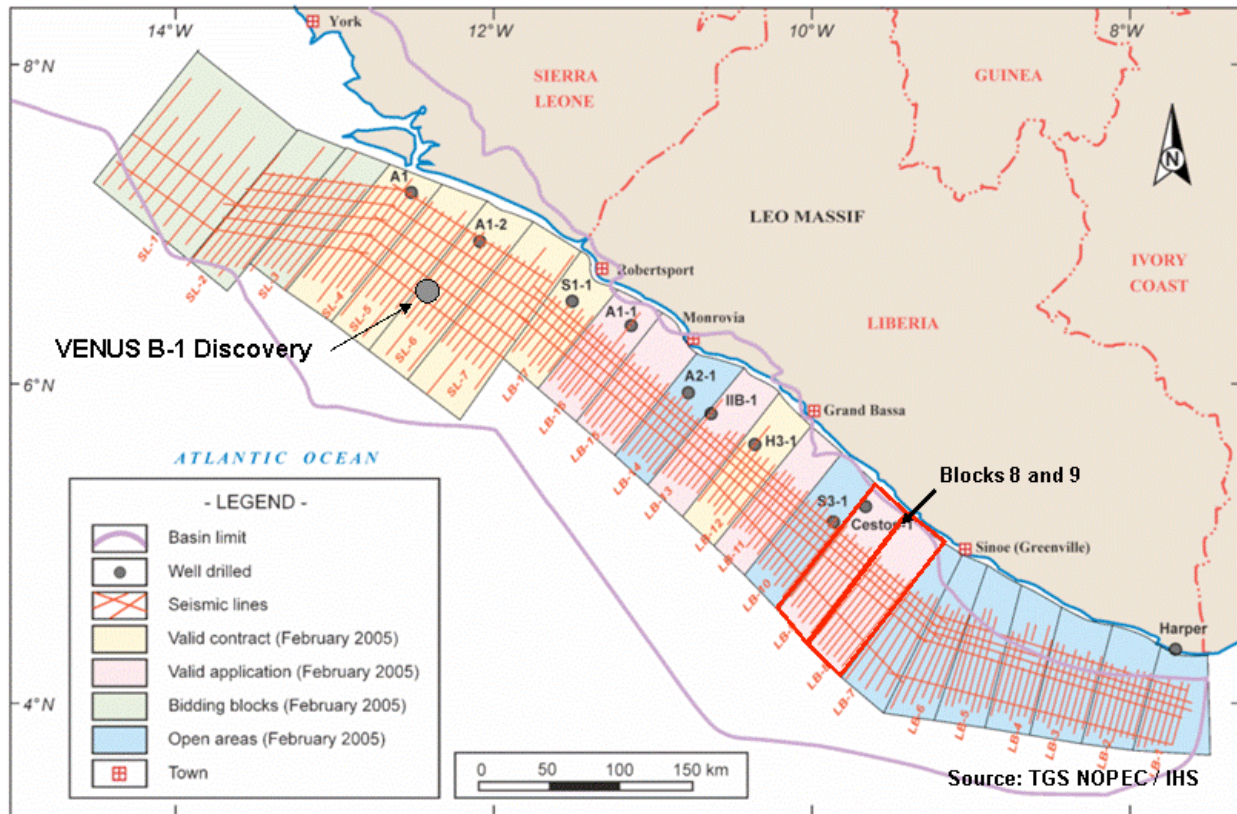 14°W
12°W
10°W
8°W
York
8°N
SIERRA
LEONE
GUINEA
N
A1
LEO MASSIF
A1-2
IVORY
COAST
SL-1
SL-2
SL-3
SL-4
SL-5
SL-6
SL-7
Robertsport
S1-1
A1-1
Monrovia
LIBERIA
VENUS B-1 Discovery
6°N
A2-1
IIB-1
Grand Bassa
H3-1
LB-17
LB-16
LB-15
LB-14
LB-13
LB-12
LB-11
LB-10
ATLANTIC OCEAN
Blocks 8 and 9
S3-1
Cestos-1
Sinoe (Greenville)
LB-9
LB-8
LB-7
LB-6
LB-5
LB-4
LB-3
LB-2
LB-1
Harper
4°N
- LEGEND -
Basin limit
Well drilled
Seismic lines
Valid contract (February 2005)
Valid application (February 2005)
Bidding blocks (February 2005)
Open areas (February 2005)
Town
0 50 100 150 km
Source: TGS NOPEC / IHS